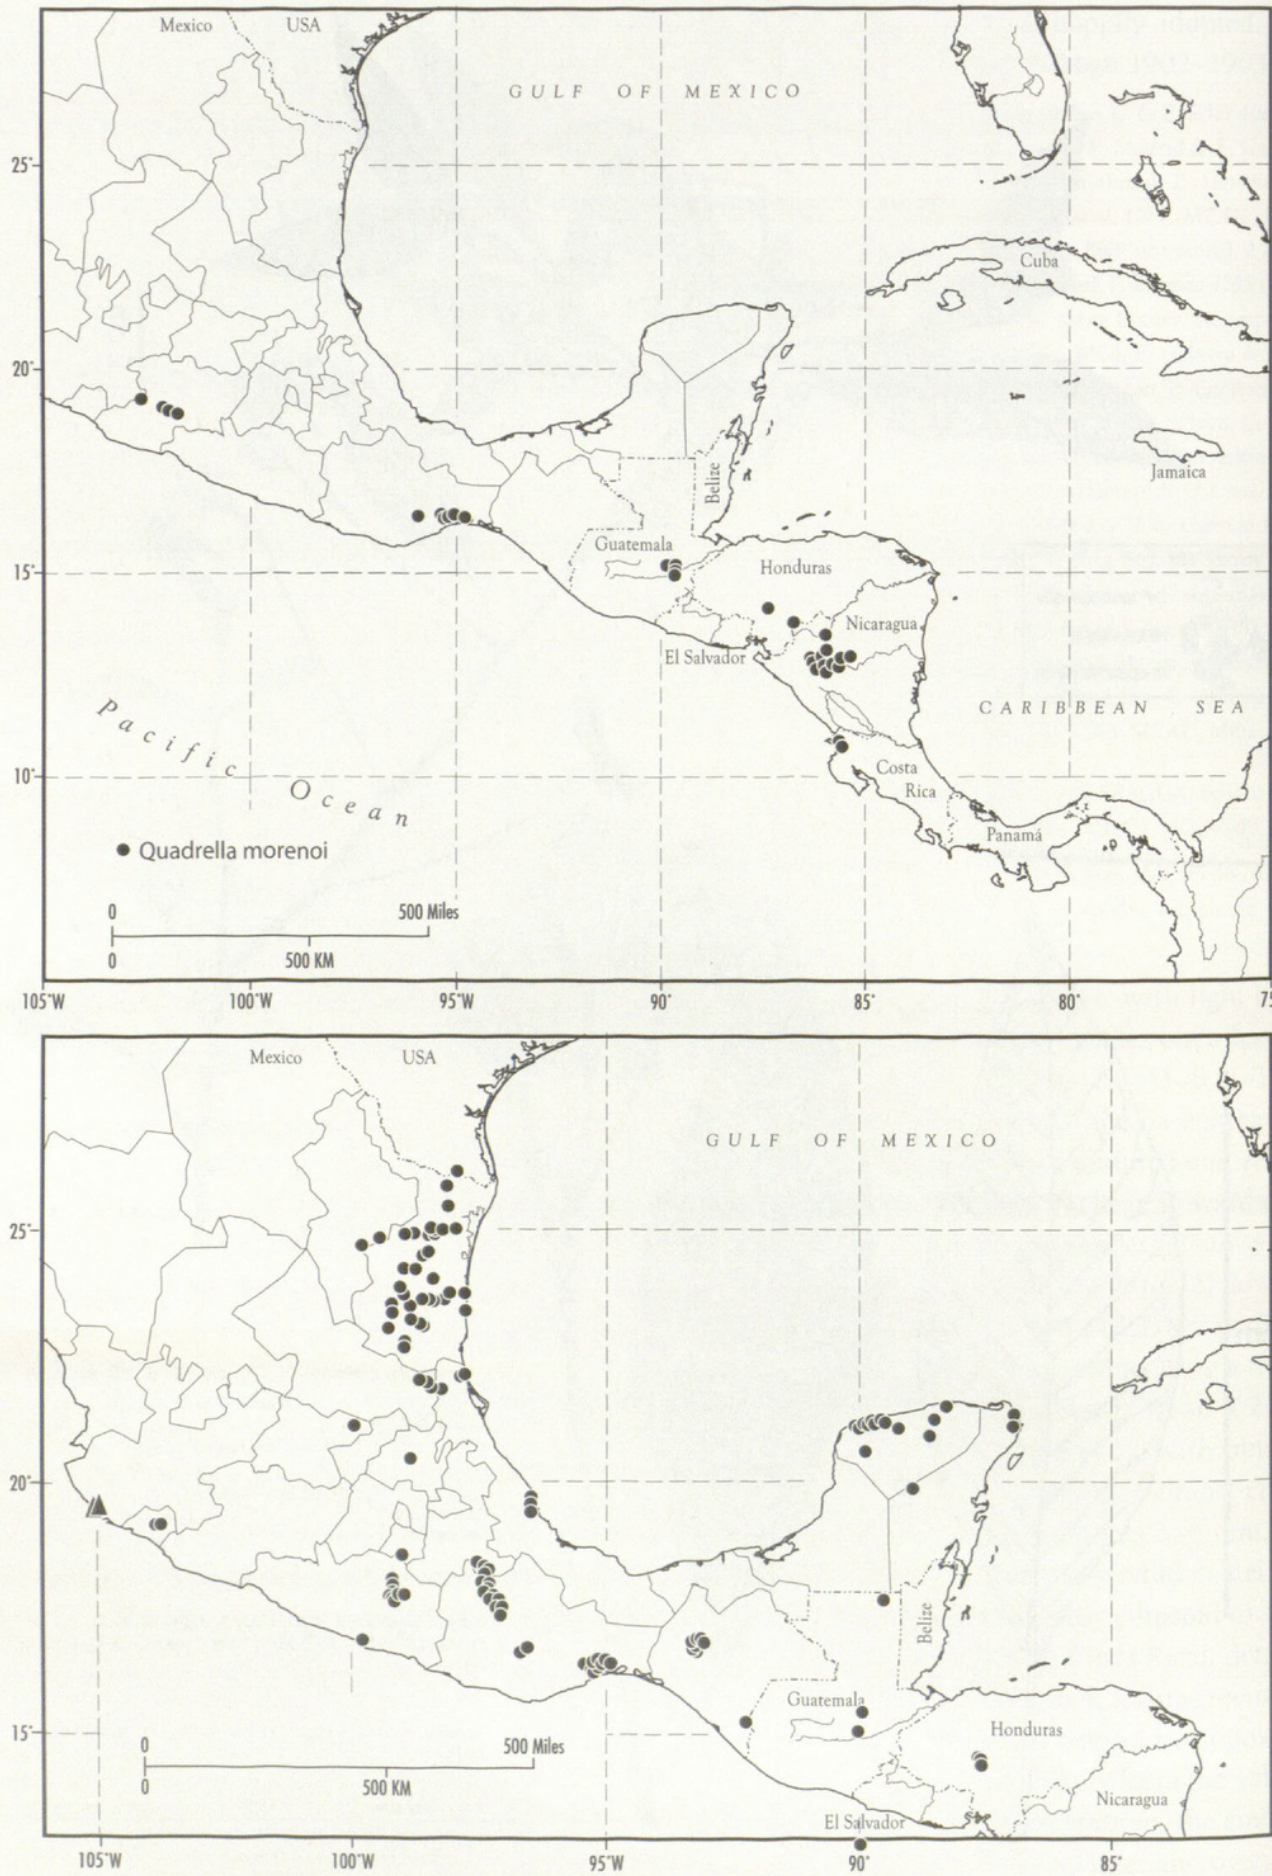 Mexico USA
GULF OF MEXICO
25°
Cuba
20°
Jamaica
Belize
Guatemala
Honduras
15°
Nicaragua
El Salvador
CARIBBEAN SEA
Pacific Ocean
10°
Costa
Rica
Panamá
● Quadrella morenoi
0 500 Miles
0 500 KM
105°W 100°W 95°W 90° 85° 80° 75
Mexico USA
GULF OF MEXICO
25°
20°
Belize
Guatemala
15°
Honduras
0 500 Miles
0 500 KM
Nicaragua
El Salvador
105°W 100°W 95°W 90° 85°